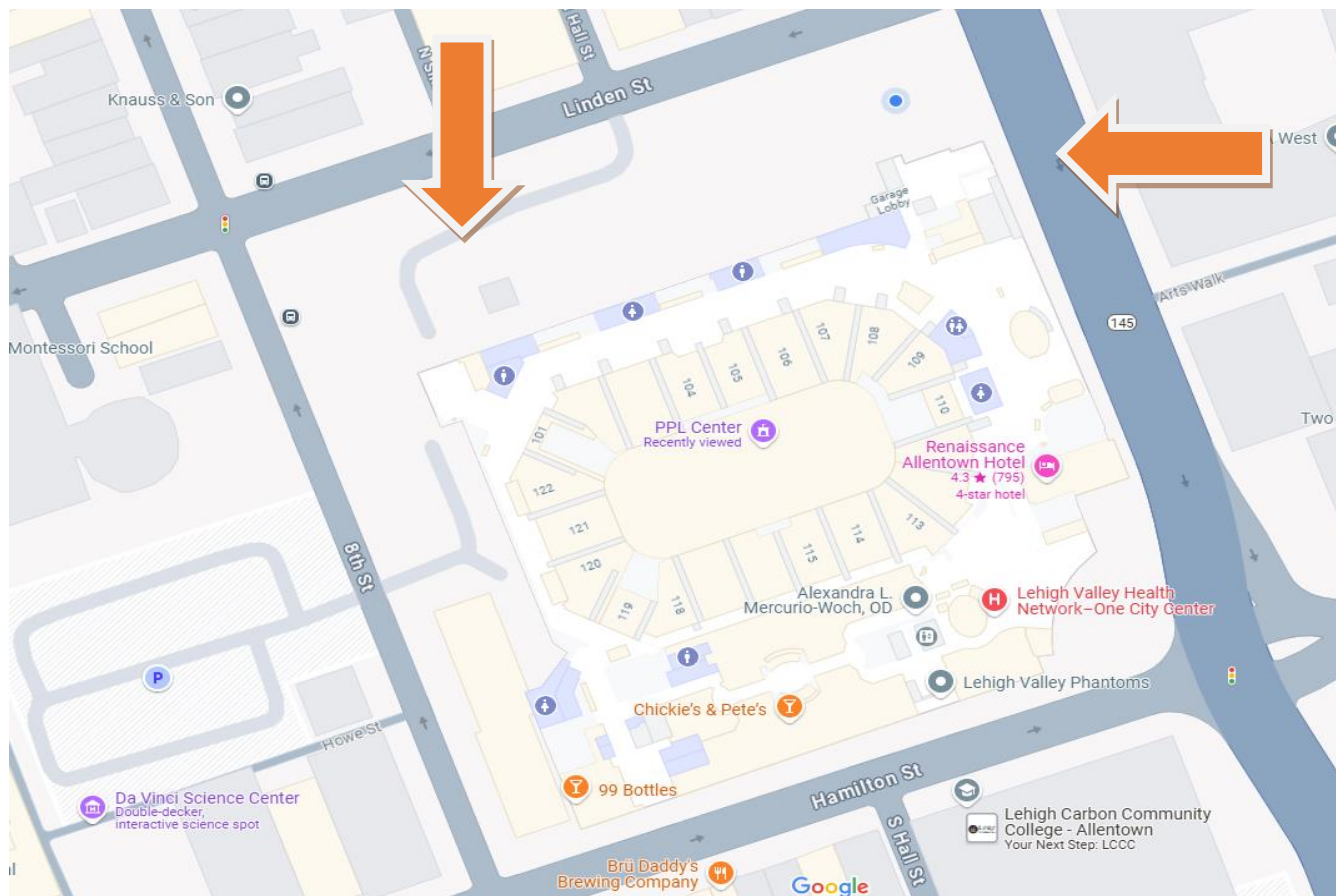 S Hall St
Knauss & Son
Linden St
West
Garage
Lobby
Arts Walk
145
Montessori School
107
108
106
109
105
104
110
PPL Center
Recently viewed
101
Two
Renaissance
Allentown Hotel
4.3 ★ (795)
4-star hotel
122
121
113
114
115
120
8th St
119
118
Alexandra L.
Mercurio-Woch, OD
H
Lehigh Valley Health
Network–One City Center
P
Lehigh Valley Phantoms
Chickie's & Pete's
Howe St
99 Bottles
Hamilton St
Da Vinci Science Center
Double-decker,
interactive science spot
Lehigh Carbon Community
College - Allentown
Your Next Step: LCCC
S Hall St
Brü Daddy's
Brewing Company
Google